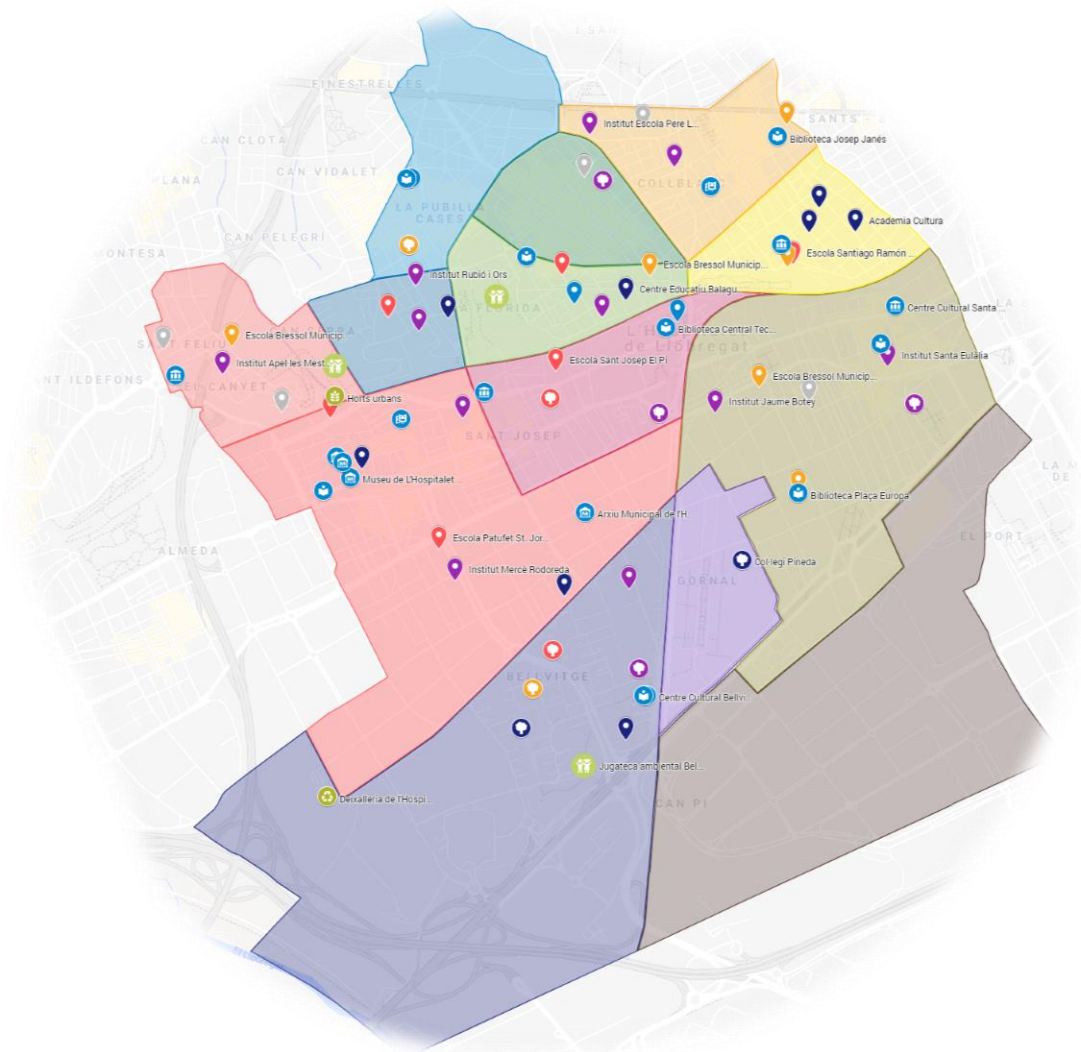 FINESTRELLES
CAN CLOTA
CAN VIDALET
CAN PELEGRÍ
Institut Escola Pere L...
SANTS
Biblioteca Josep Janés
COLLBLANC
LA PUBILLA
CASES
Academia Cultura
Escola Santiago Ramón ...
Escola Bressol Municip...
Institut Rubió i Ors
Centre Educatiu Balagu...
LA FLORIDA
Centre Cultural Santa ...
Biblioteca Central Tec...
de Llobregat
SANT FELIU
Escola Bressol Municip...
Institut Santa Eulàlia
Escola Sant Josep El Pi
Institut Apel·les Mest...
Escola Bressol Municip...
NT ILDEFONS
EL CANYET
Horts urbans
Institut Jaume Botey
SANT JOSEP
Museu de L'Hospitalet ...
Biblioteca Plaça Europa
Arxiu Municipal de l'H...
Escola Patufet St. Jor...
EL PORT
ALMEDA
Col·legi Pineda
Institut Mercè Rodoreda
GORNAL
BELLVITGE
Centre Cultural Bellvi...
Jugateca ambiental Bel...
Deixalleria de l'Hospi...
CAN PI